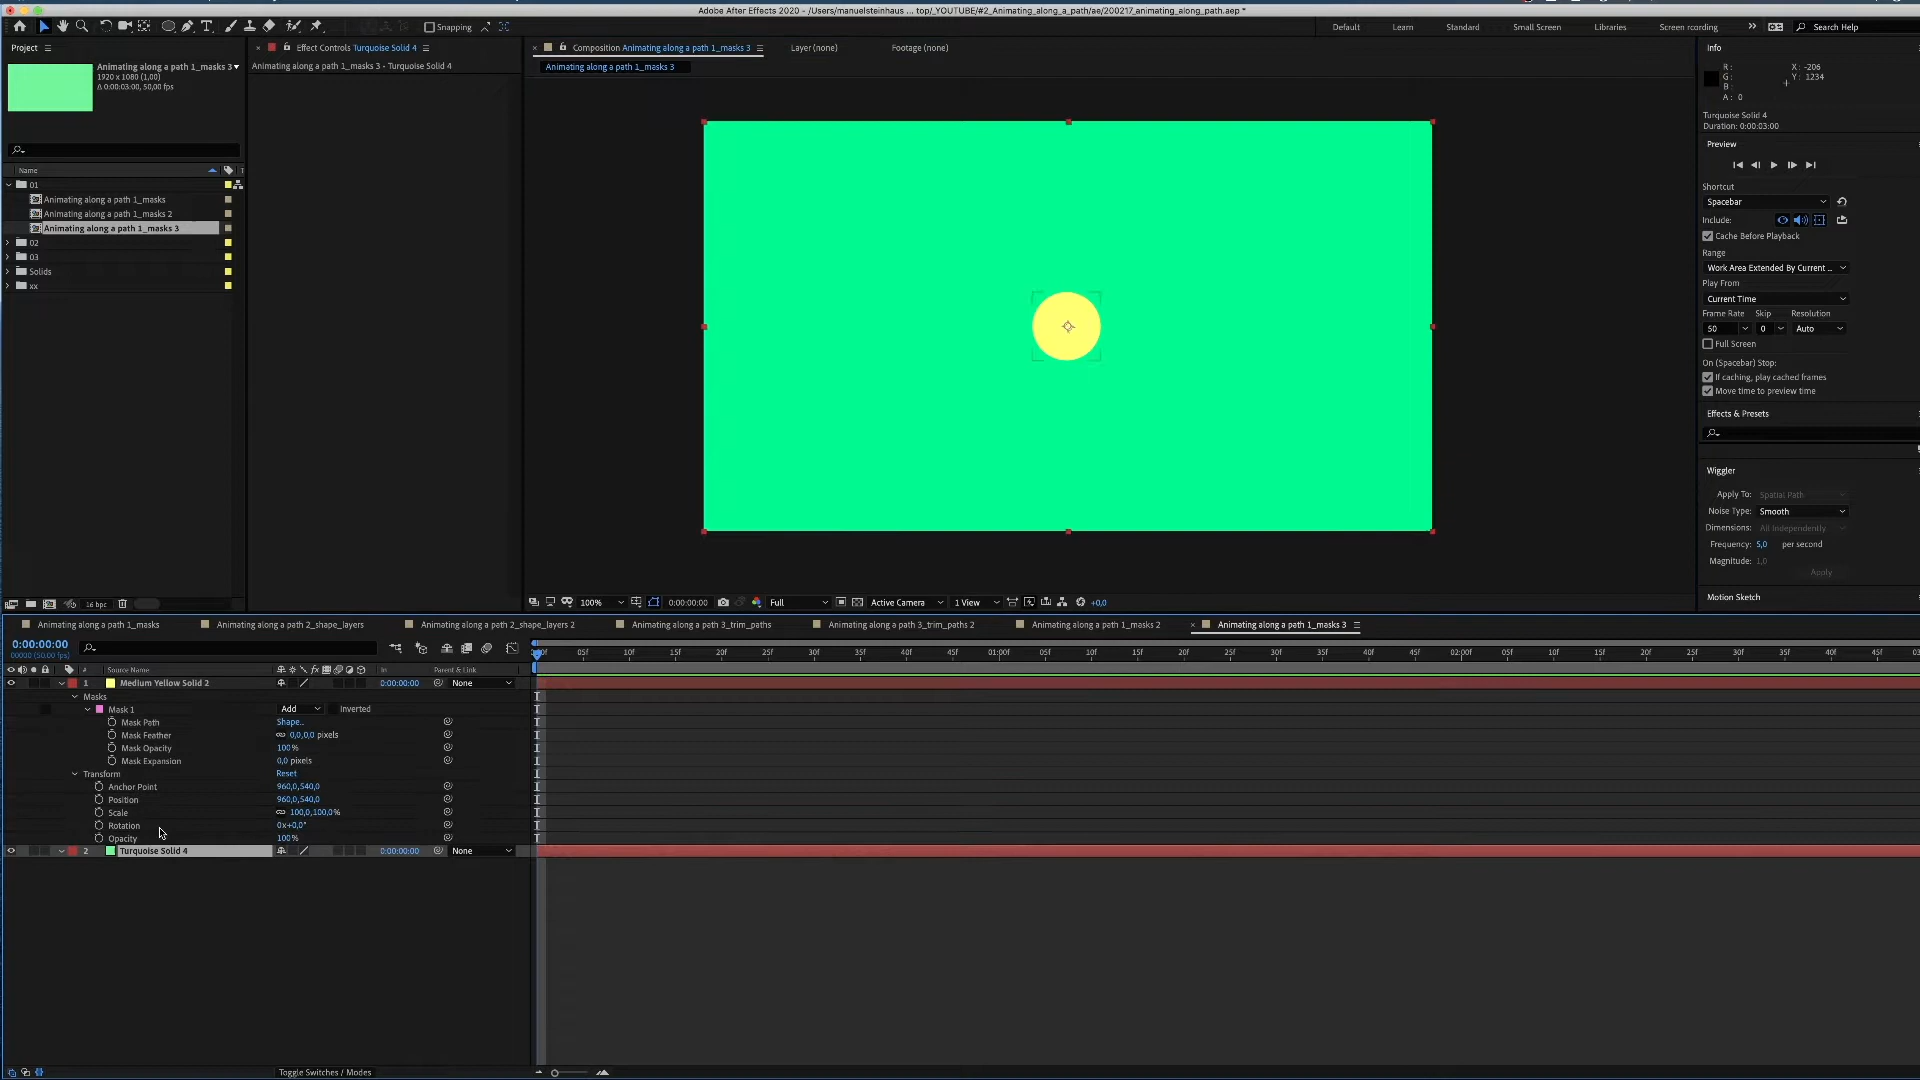 Adobe After Effects 2020 - /Users/manuelsteinhaus ... top/_YOUTUBE/#2_Animating_along_a_path/ae/200217_animating_along_path.aep *
Snapping
Default
Learn
Standard
Small Screen
Libraries
Screen rcording
Search Help
Project
Animating along a path 1_masks 3
1920 x 1080 (1,00)
Δ 0:00:03:00, 50,00 fps
Name
01
Animating along a path 1_masks
Animating along a path 1_masks 2
Animating along a path 1_masks 3
02
03
Solids
xx
16 bpc
Effect Controls Turquoise Solid 4
Animating along a path 1_masks 3 • Turquoise Solid 4
Composition Animating along a path 1_masks 3
Layer (none)
Footage (none)
Animating along a path 1_masks 3
100%
0:00:00:00
Full
Active Camera
1 View
+0,0
Info
R :
G :
B :
A : 0
X : -206
Y : 1234
Turquoise Solid 4
Duration: 0:00:03:00
Preview
Shortcut
Spacebar
Include:
Cache Before Playback
Range
Work Area Extended By Current ...
Play From
Current Time
Frame Rate Skip Resolution
50 0 Auto
Full Screen
On (Spacebar) Stop:
If caching, play cached frames
Move time to preview time
Effects & Presets
Wiggler
Apply To: Spatial Path
Noise Type: Smooth
Dimensions: All Independently
Frequency: 5,0 per second
Magnitude: 1,0
Apply
Motion Sketch
Animating along a path 1_masks
Animating along a path 2_shape_layers
Animating along a path 2_shape_layers 2
Animating along a path 3_trim_paths
Animating along a path 3_trim_paths 2
Animating along a path 1_masks 2
Animating along a path 1_masks 3
0:00:00:00
00000 (50.00 fps)
05f 10f 15f 20f 25f 30f 35f 40f 45f 01:00f 05f 10f 15f 20f 25f 30f 35f 40f 45f 02:00f 05f 10f 15f 20f 25f 30f 35f 40f 45f
# Source Name In Parent & Link
1 Medium Yellow Solid 2 0:00:00:00 None
Masks
Mask 1 Add Inverted
Mask Path Shape..
Mask Feather 0,0,0,0 pixels
Mask Opacity 100%
Mask Expansion 0,0 pixels
Transform Reset
Anchor Point 960,0,540,0
Position 960,0,540,0
Scale 100,0,100,0%
Rotation 0x+0,0°
Opacity 100%
2 Turquoise Solid 4 0:00:00:00 None
Toggle Switches / Modes